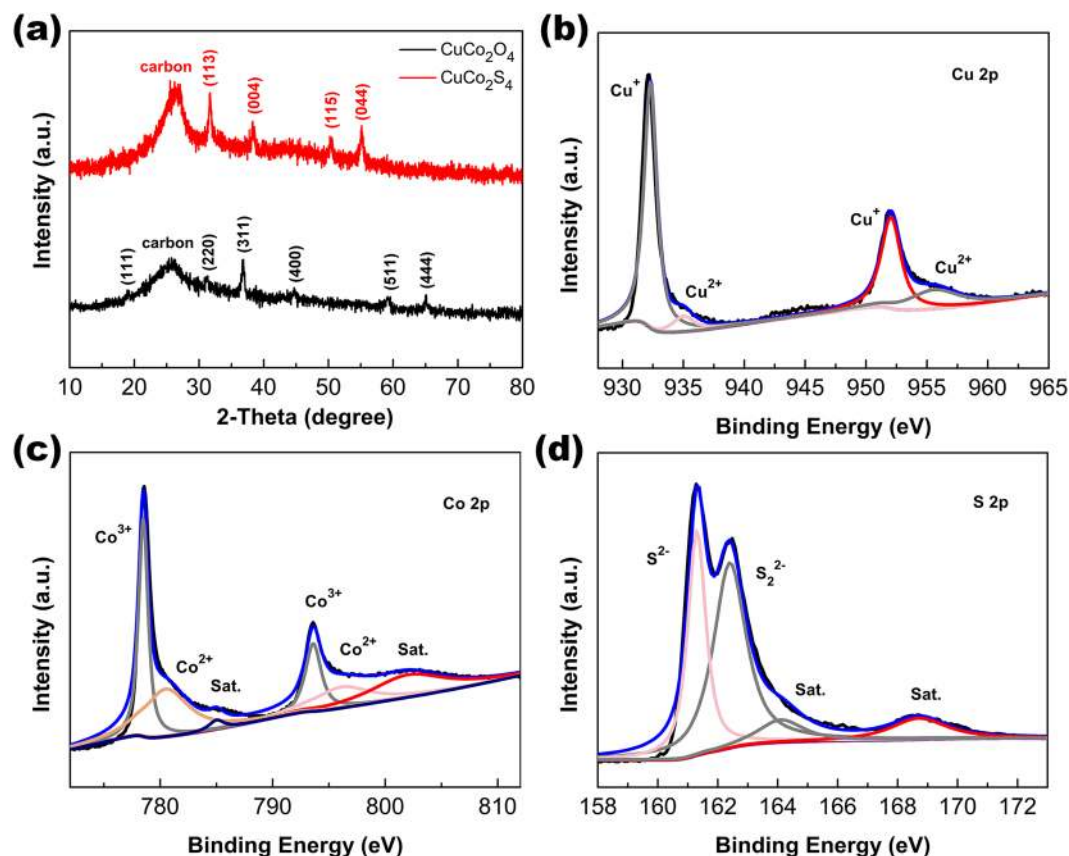 (a)
CuCo₂O₄
CuCo₂S₄
carbon
(113)
(004)
(115)
(044)
(111)
carbon
(220)
(311)
(400)
(511)
(444)
Intensity (a.u.)
10 20 30 40 50 60 70 80
2-Theta (degree)
(b)
Cu 2p
Cu⁺
Cu²⁺
Cu⁺
Cu²⁺
Intensity (a.u.)
930 935 940 945 950 955 960 965
Binding Energy (eV)
(c)
Co 2p
Co³⁺
Co²⁺
Sat.
Co³⁺
Co²⁺
Sat.
Intensity (a.u.)
780 790 800 810
Binding Energy (eV)
(d)
S 2p
S²⁻
S₂²⁻
Sat.
Sat.
Intensity (a.u.)
158 160 162 164 166 168 170 172
Binding Energy (eV)